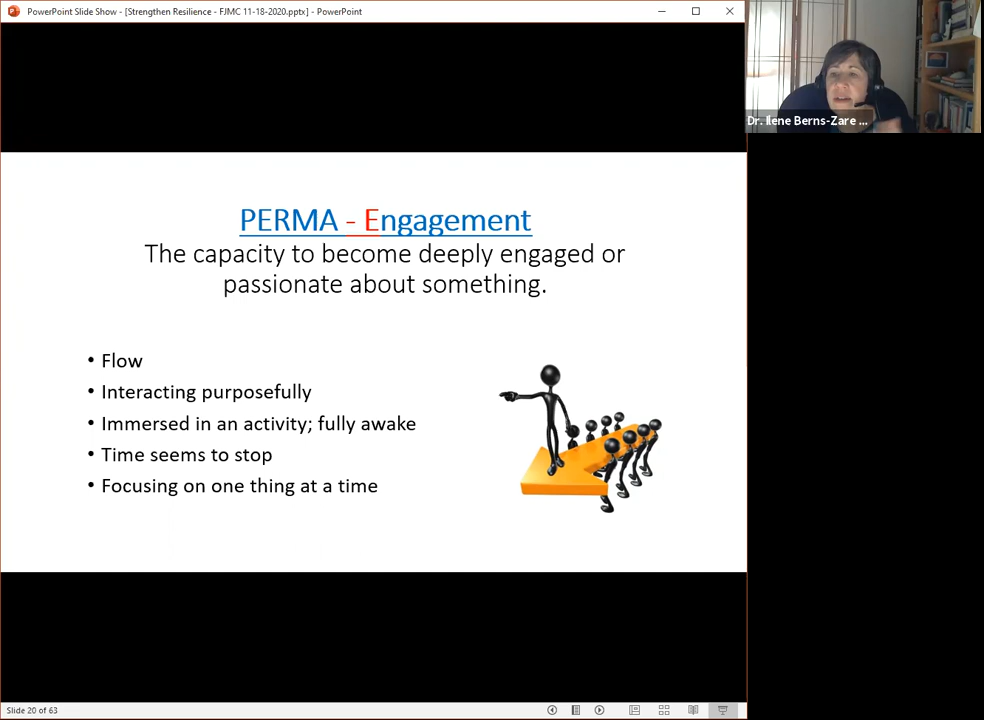 PowerPoint Slide Show - [Strengthen Resilience - FJMC 11-18-2020.pptx] - PowerPoint
Dr. Ilene Berns-Zare ...
PERMA - Engagement
The capacity to become deeply engaged or
passionate about something.
• Flow
• Interacting purposefully
• Immersed in an activity; fully awake
• Time seems to stop
• Focusing on one thing at a time
Slide 20 of 63